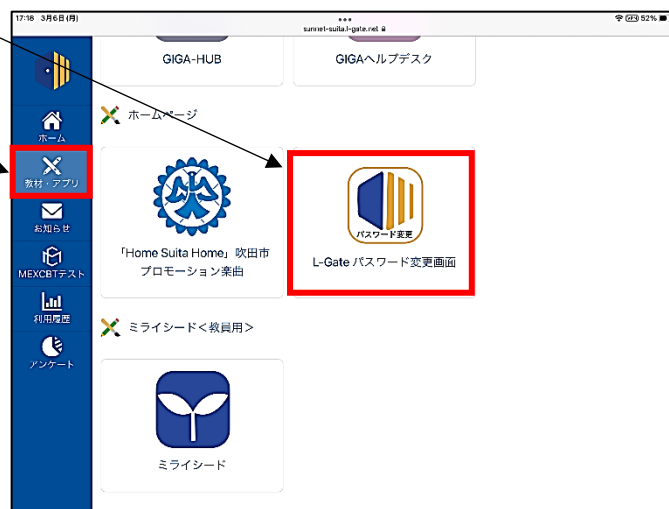 17:18 3月6日(月)
sunnet-suita.l-gate.net
52%
GIGA-HUB
GIGAヘルプデスク
ホーム
ホームページ
教材・アプリ
お知らせ
パスワード変更
「Home Suita Home」吹田市
プロモーション楽曲
L-Gate パスワード変更画面
MEXCBTテスト
利用履歴
ミライシード<教員用>
アンケート
ミライシード